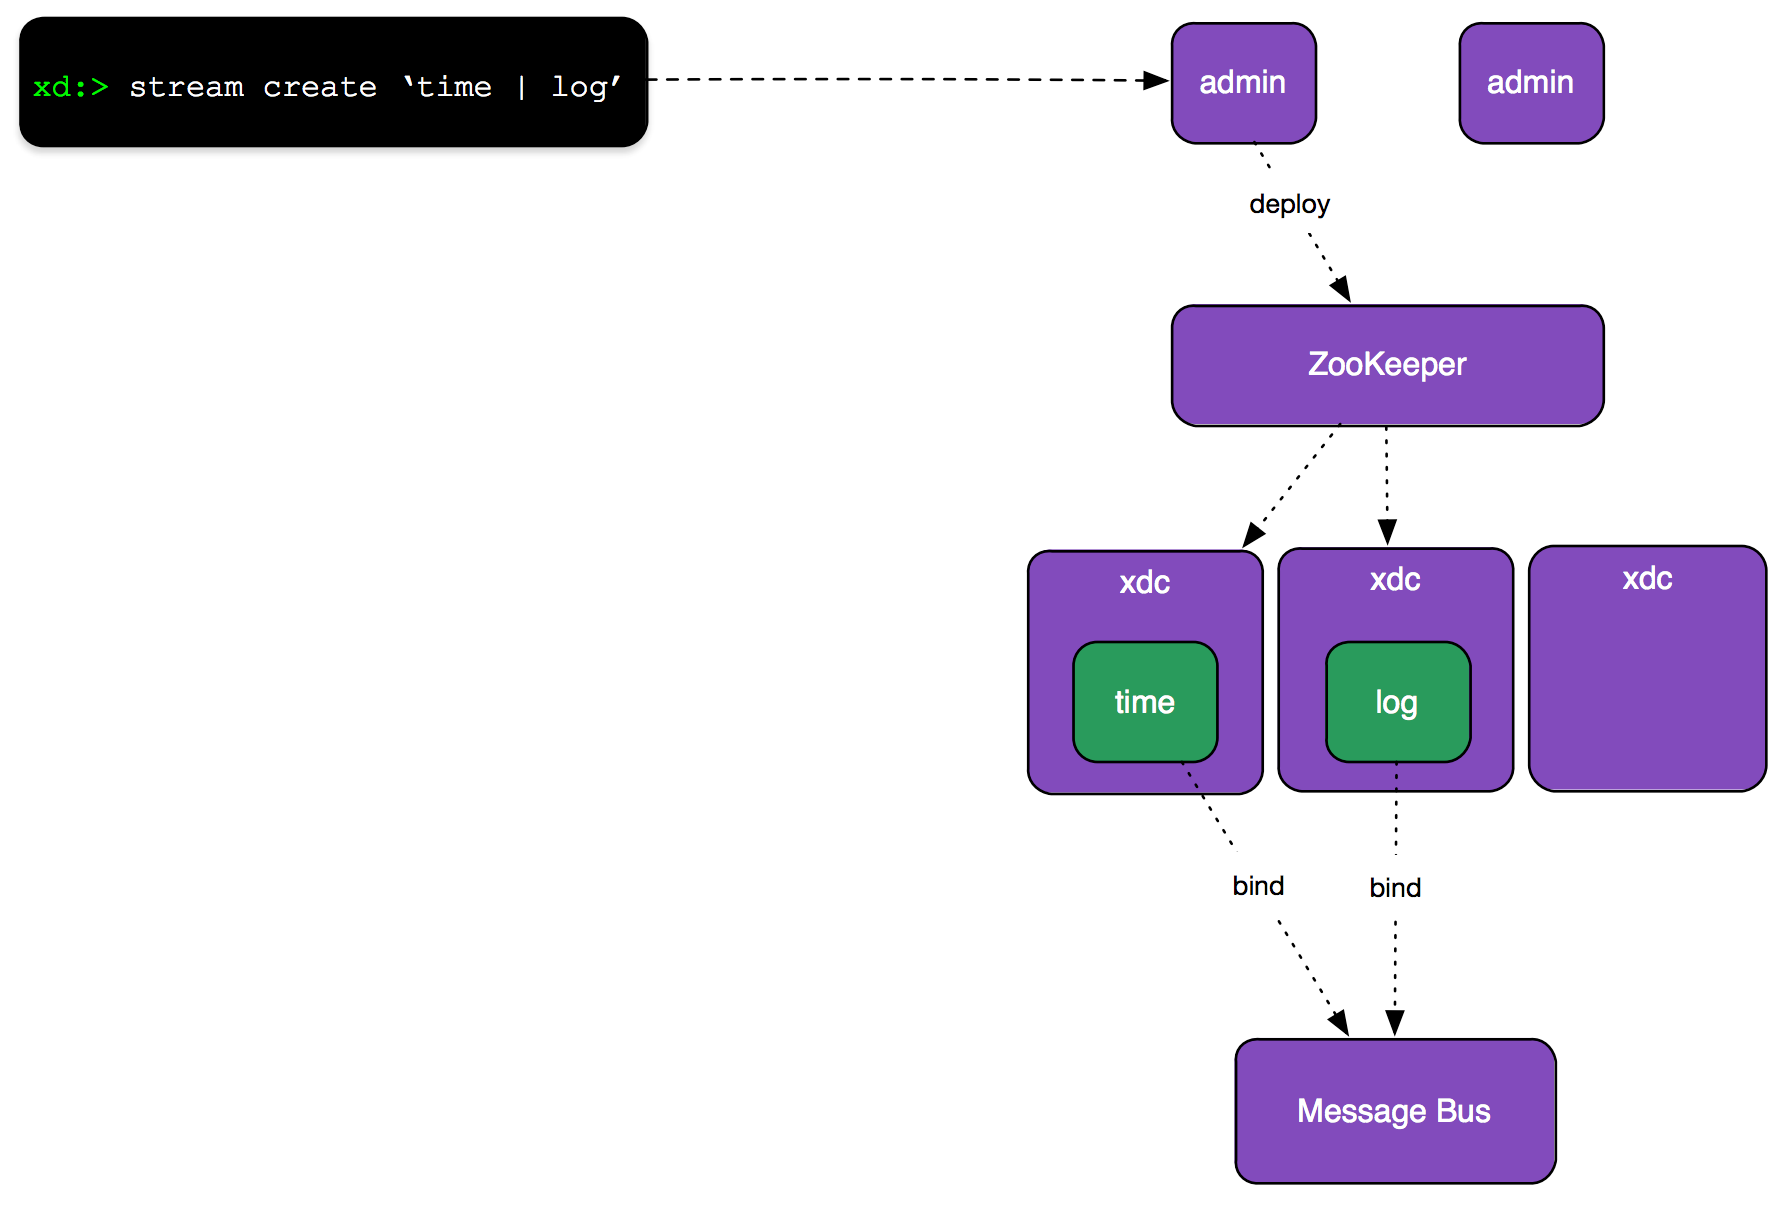 xd:> stream create ‘time | log’
admin
admin
deploy
ZooKeeper
xdc
xdc
xdc
time
log
bind
bind
Message Bus